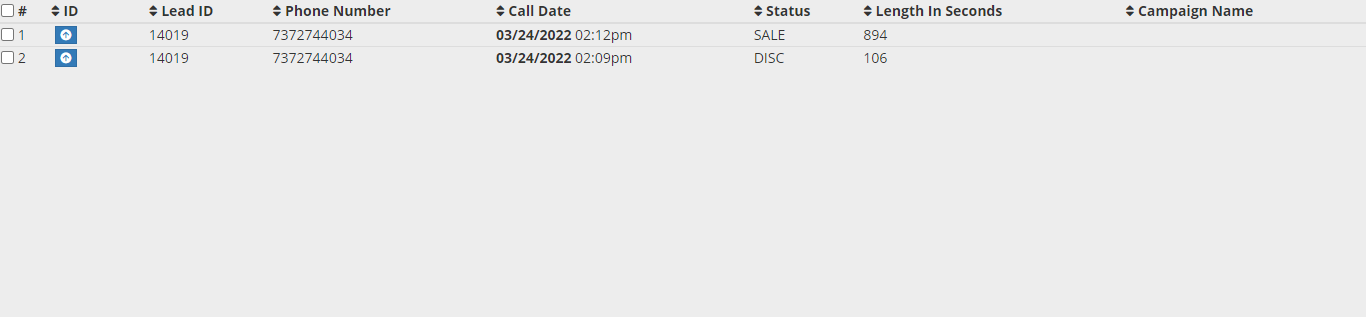 # ID Lead ID Phone Number Call Date Status Length In Seconds Campaign Name
1 14019 7372744034 03/24/2022 02:12pm SALE 894
2 14019 7372744034 03/24/2022 02:09pm DISC 106